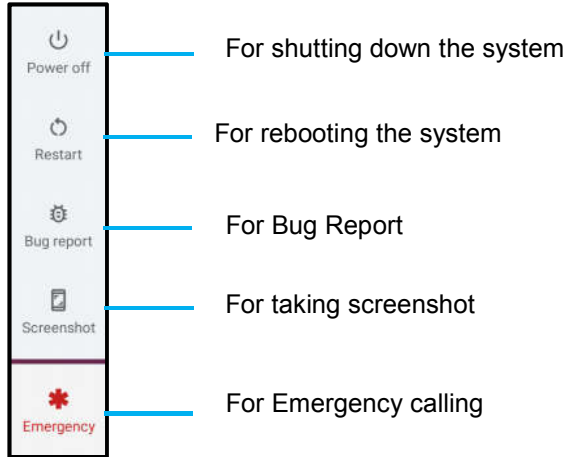 Power off
For shutting down the system
Restart
For rebooting the system
Bug report
For Bug Report
Screenshot
For taking screenshot
Emergency
For Emergency calling